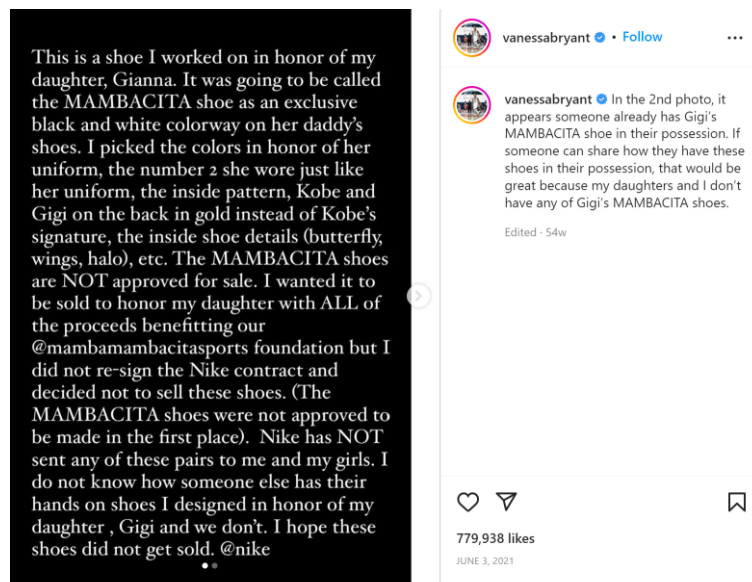 This is a shoe I worked on in honor of my
daughter, Gianna. It was going to be called
the MAMBACITA shoe as an exclusive
black and white colorway on her daddy's
shoes. I picked the colors in honor of her
uniform, the number 2 she wore just like
her uniform, the inside pattern, Kobe and
Gigi on the back in gold instead of Kobe's
signature, the inside shoe details (butterfly,
wings, halo), etc. The MAMBACITA shoes
are NOT approved for sale. I wanted it to
be sold to honor my daughter with ALL of
the proceeds benefitting our
@mambamambacitasports foundation but I
did not re-sign the Nike contract and
decided not to sell these shoes. (The
MAMBACITA shoes were not approved to
be made in the first place).  Nike has NOT
sent any of these pairs to me and my girls. I
do not know how someone else has their
hands on shoes I designed in honor of my
daughter , Gigi and we don't. I hope these
shoes did not get sold. @nike
vanessabryant • Follow
vanessabryant In the 2nd photo, it
appears someone already has Gigi's
MAMBACITA shoe in their possession. If
someone can share how they have these
shoes in their possession, that would be
great because my daughters and I don't
have any of Gigi's MAMBACITA shoes.
Edited · 54w
779,938 likes
JUNE 3, 2021